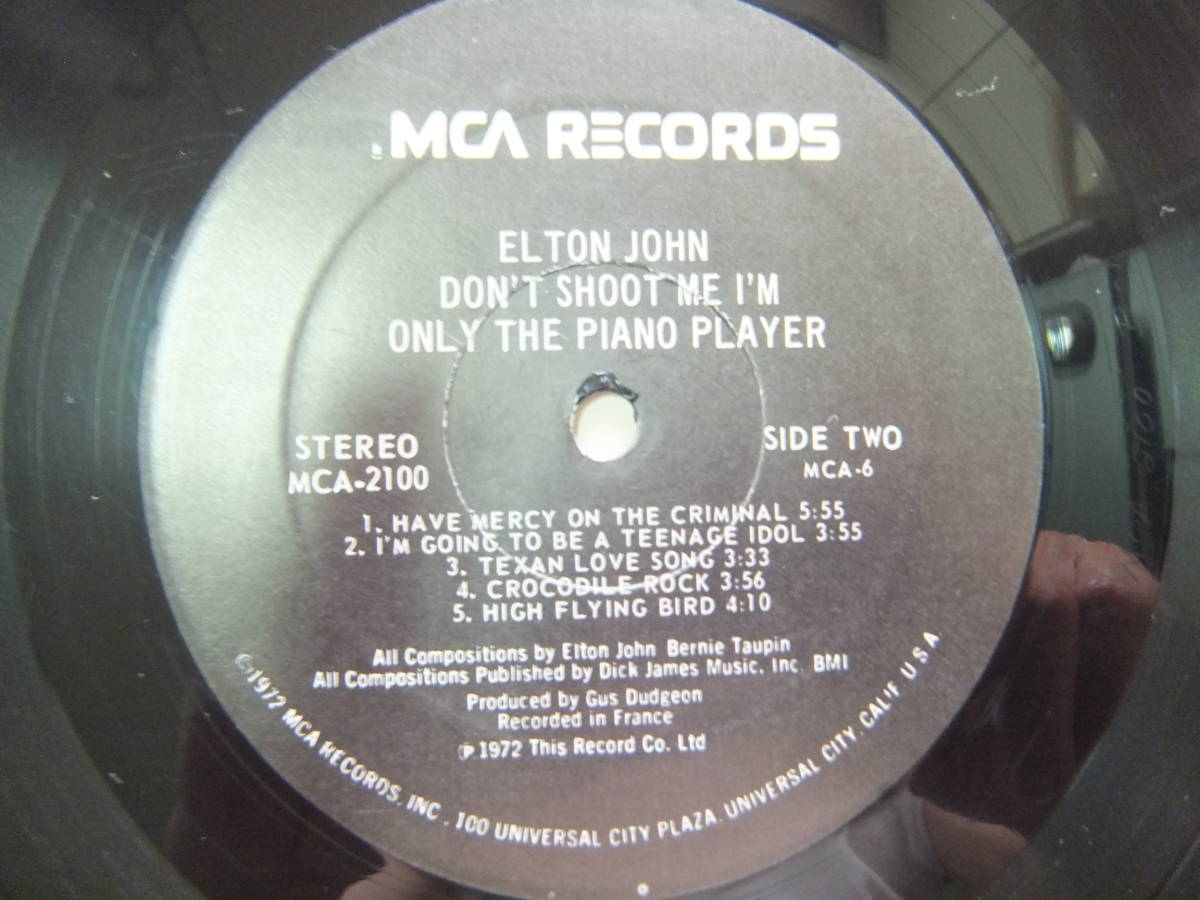 MCA RECORDS
ELTON JOHN
DON'T SHOOT ME I'M
ONLY THE PIANO PLAYER
STEREO
MCA-2100
SIDE TWO
MCA-6
1. HAVE MERCY ON THE CRIMINAL 5:55
2. I'M GOING TO BE A TEENAGE IDOL 3:55
3. TEXAN LOVE SONG 3:33
4. CROCODILE ROCK 3:56
5. HIGH FLYING BIRD 4:10
All Compositions by Elton John Bernie Taupin
All Compositions Published by Dick James Music, Inc. BMI
Produced by Gus Dudgeon
Recorded in France
℗ 1972 This Record Co. Ltd
©1972 MCA RECORDS, INC., 100 UNIVERSAL CITY PLAZA, UNIVERSAL CITY, CALIF. U S A